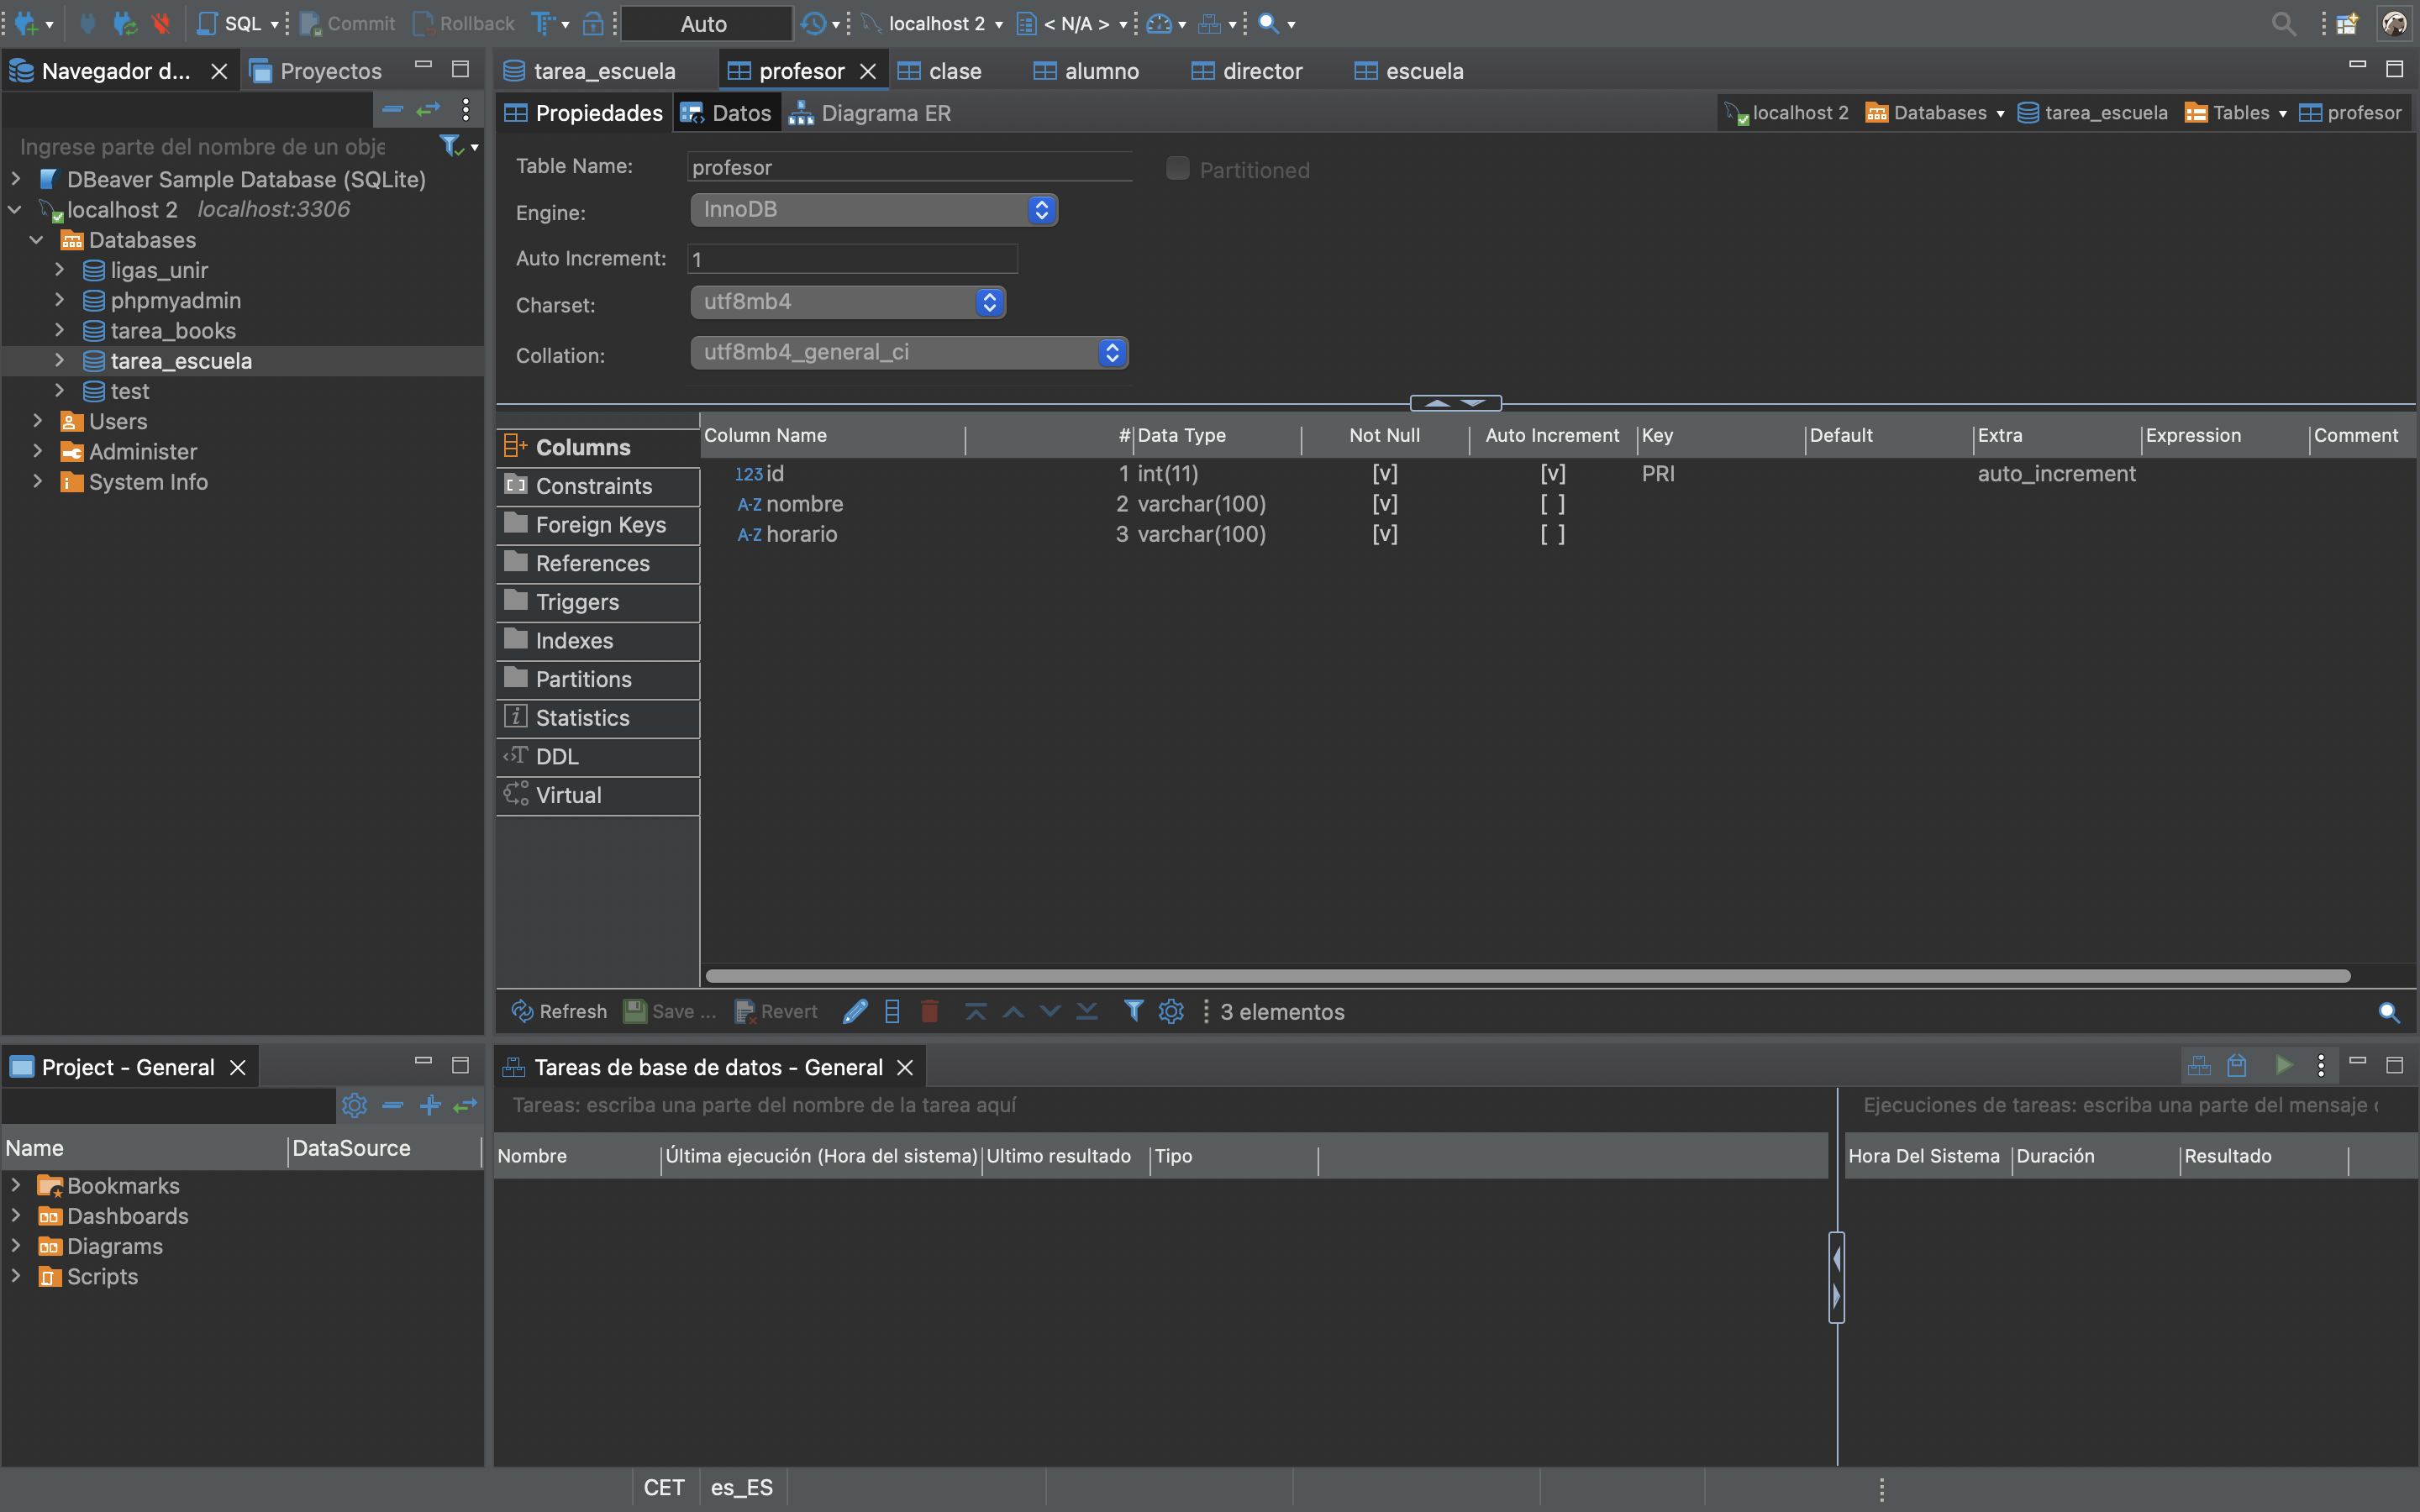 SQL Commit Rollback Auto localhost 2 < N/A >
Navegador d... Proyectos
Ingrese parte del nombre de un obje
DBeaver Sample Database (SQLite)
localhost 2 localhost:3306
Databases
ligas_unir
phpmyadmin
tarea_books
tarea_escuela
test
Users
Administer
System Info
tarea_escuela profesor clase alumno director escuela
Propiedades Datos Diagrama ER localhost 2 Databases tarea_escuela Tables profesor
Table Name: profesor Partitioned
Engine: InnoDB
Auto Increment: 1
Charset: utf8mb4
Collation: utf8mb4_general_ci
Columns
Constraints
Foreign Keys
References
Triggers
Indexes
Partitions
Statistics
DDL
Virtual
Column Name # Data Type Not Null Auto Increment Key Default Extra Expression Comment
123 id 1 int(11) [v] [v] PRI auto_increment
A-Z nombre 2 varchar(100) [v] [ ]
A-Z horario 3 varchar(100) [v] [ ]
Refresh Save ... Revert 3 elementos
Project - General
Name DataSource
Bookmarks
Dashboards
Diagrams
Scripts
Tareas de base de datos - General
Tareas: escriba una parte del nombre de la tarea aquí
Nombre Última ejecución (Hora del sistema) Ultimo resultado Tipo
Ejecuciones de tareas: escriba una parte del mensaje
Hora Del Sistema Duración Resultado
CET es_ES